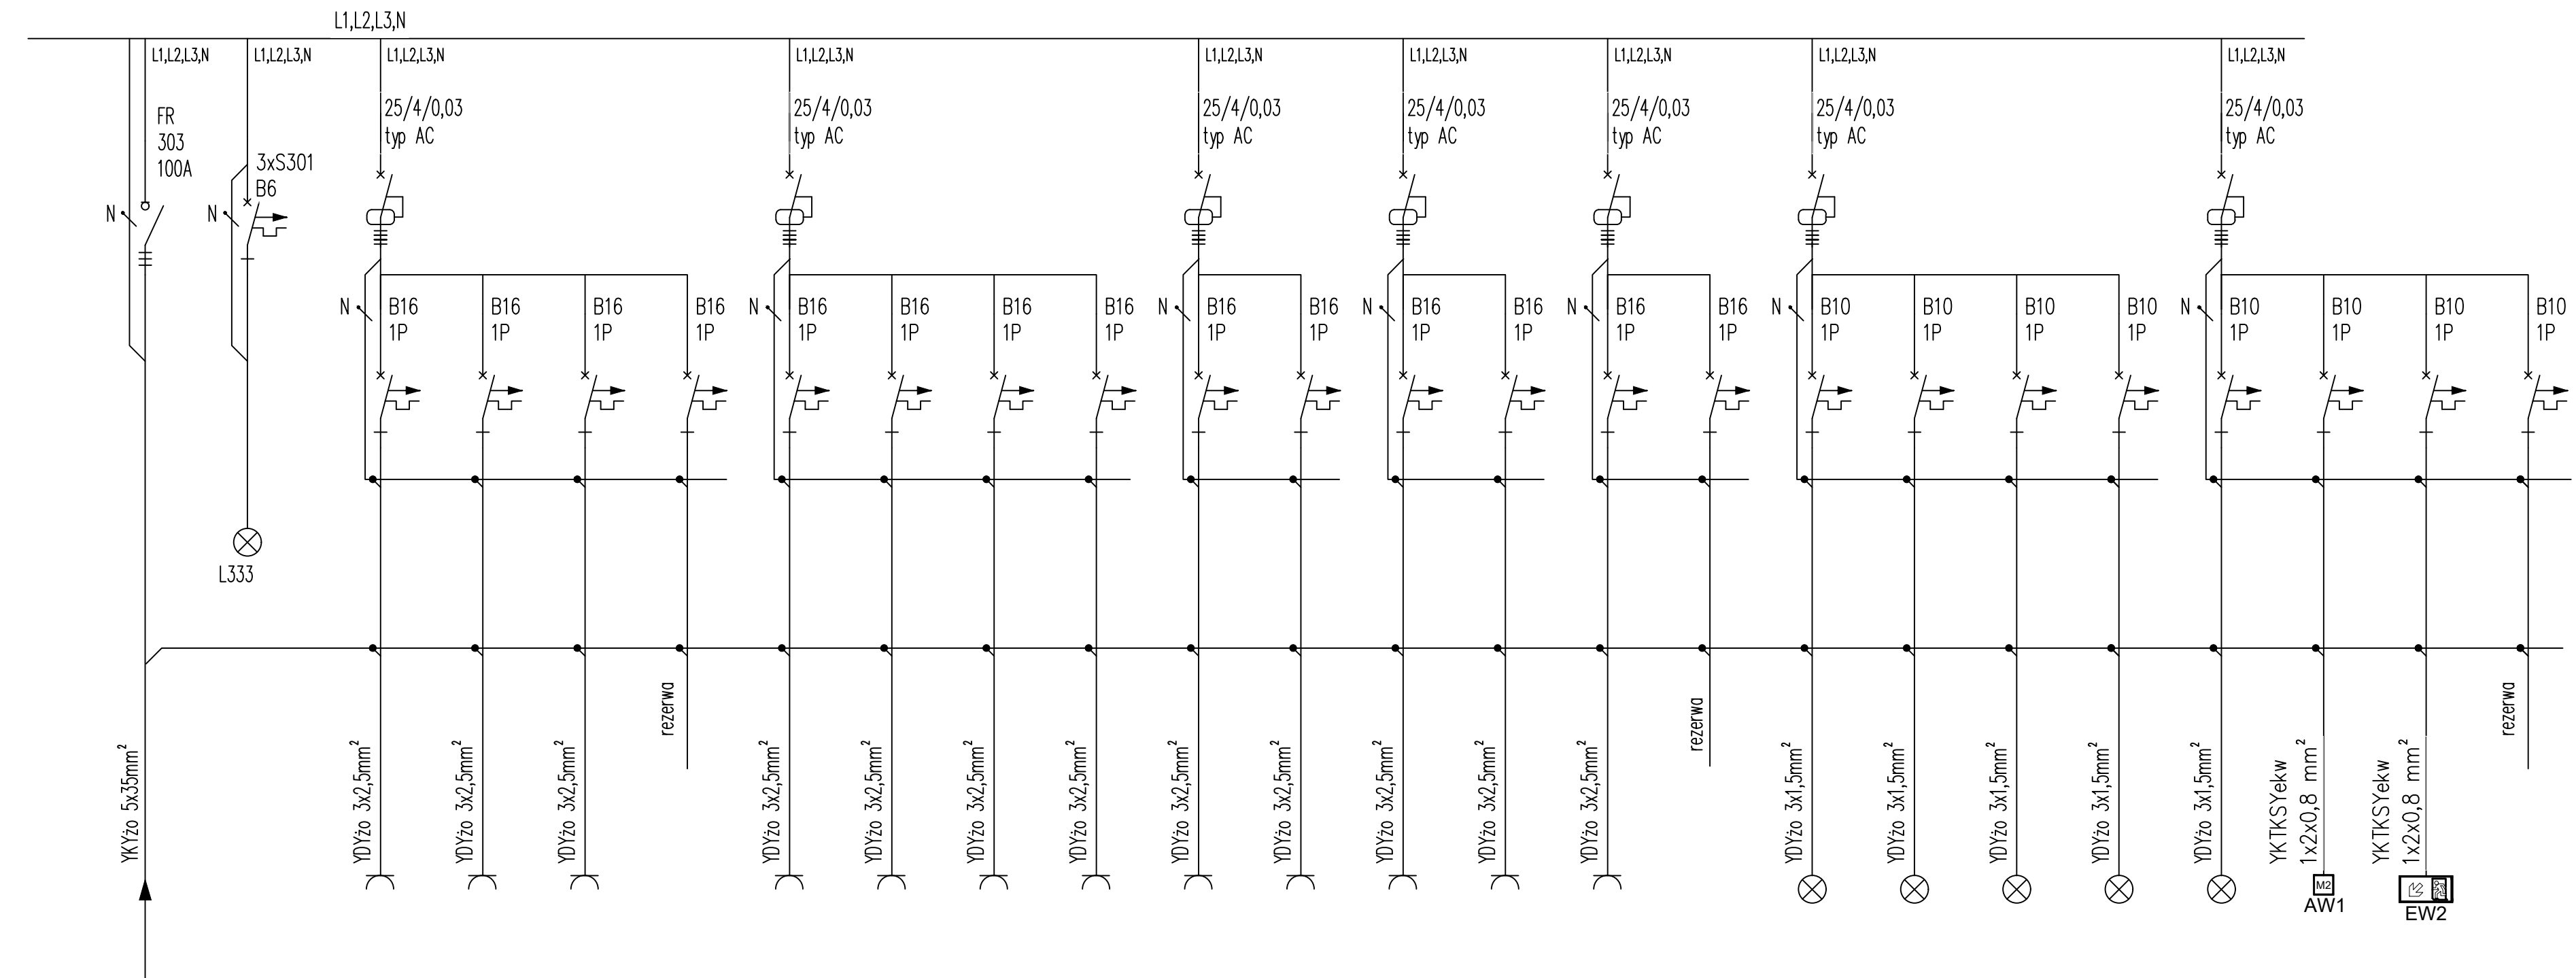 L1,L2,L3,N
L1,L2,L3,N
L1,L2,L3,N
L1,L2,L3,N
L1,L2,L3,N
L1,L2,L3,N
L1,L2,L3,N
L1,L2,L3,N
L1,L2,L3,N
L1,L2,L3,N
FR
303
100A
N
3xS301
B6
N
L333
25/4/0,03
typ AC
25/4/0,03
typ AC
25/4/0,03
typ AC
25/4/0,03
typ AC
25/4/0,03
typ AC
25/4/0,03
typ AC
25/4/0,03
typ AC
N
B16
1P
B16
1P
B16
1P
B16
1P
N
B16
1P
B16
1P
B16
1P
B16
1P
N
B16
1P
B16
1P
N
B16
1P
B16
1P
N
B16
1P
B16
1P
N
B10
1P
B10
1P
B10
1P
B10
1P
N
B10
1P
B10
1P
B10
1P
B10
1P
YKYżo 5x35mm²
YDYżo 3x2,5mm²
YDYżo 3x2,5mm²
YDYżo 3x2,5mm²
rezerwa
YDYżo 3x2,5mm²
YDYżo 3x2,5mm²
YDYżo 3x2,5mm²
YDYżo 3x2,5mm²
YDYżo 3x2,5mm²
YDYżo 3x2,5mm²
YDYżo 3x2,5mm²
YDYżo 3x2,5mm²
YDYżo 3x2,5mm²
rezerwa
YDYżo 3x1,5mm²
YDYżo 3x1,5mm²
YDYżo 3x1,5mm²
YDYżo 3x1,5mm²
YDYżo 3x1,5mm²
YKTKSYekw
1x2x0,8 mm²
YKTKSYekw
1x2x0,8 mm²
rezerwa
M2
AW1
EW2